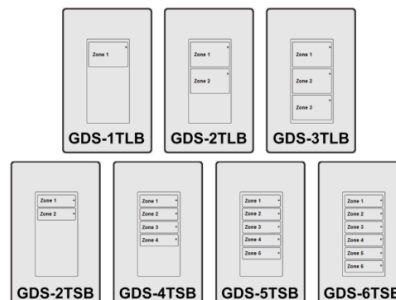 Zone 1
GDS-1TLB
Zone 1
Zone 2
GDS-2TLB
Zone 1
Zone 2
Zone 3
GDS-3TLB
Zone 1
Zone 2
GDS-2TSB
Zone 1
Zone 2
Zone 3
Zone 4
GDS-4TSB
Zone 1
Zone 2
Zone 3
Zone 4
Zone 5
GDS-5TSB
Zone 1
Zone 2
Zone 3
Zone 4
Zone 5
Zone 6
GDS-6TSB